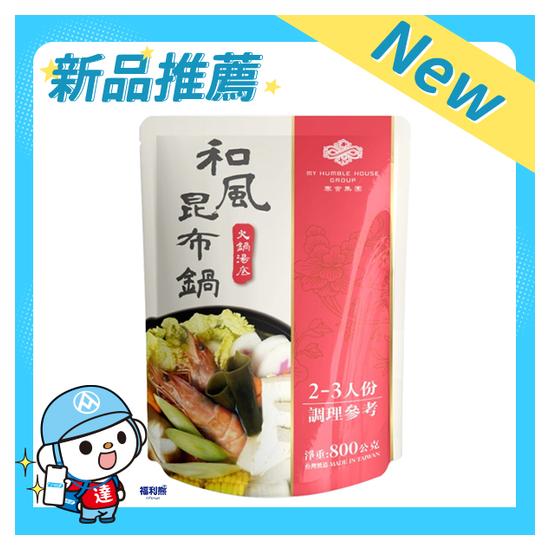 新品推薦
New
和風
昆布鍋
火鍋湯底
MY HUMBLE HOUSE
GROUP
寒舍集團
2-3人份
調理參考
淨重:800公克
台灣製造 MADE IN TAIWAN
達
福利熊